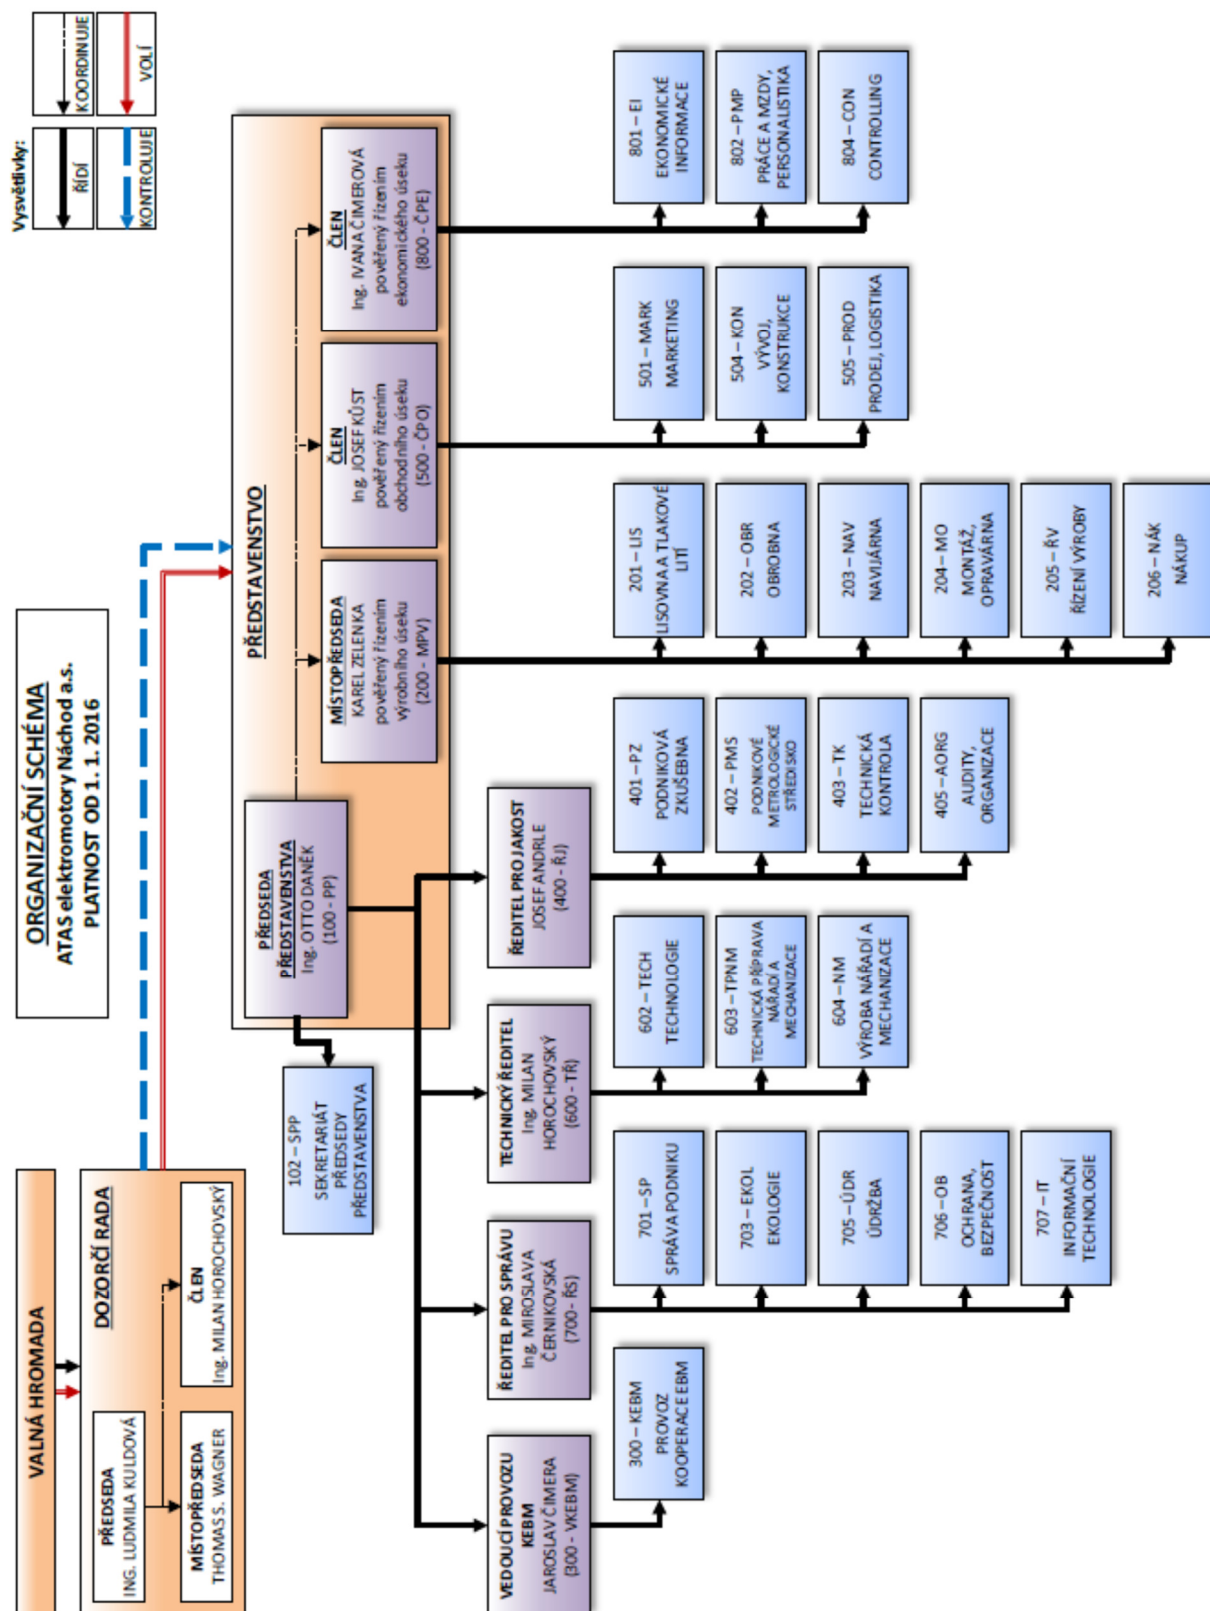 ORGANIZAČNÍ SCHÉMA
ATAS elektromotory Náchod a.s.
PLATNOST OD 1. 1. 2016
Vysvětlivky:
ŘÍDÍ
KOORDINUJE
KONTROLUJE
VOLÍ
VALNÁ HROMADA
DOZORČÍ RADA
PŘEDSEDA
ING. LUDMILA KULDOVÁ
MÍSTOPŘEDSEDA
THOMAS S. WAGNER
ČLEN
Ing. MILAN HOROCHOVSKÝ
PŘEDSTAVENSTVO
PŘEDSEDA
PŘEDSTAVENSTVA
Ing. OTTO DANĚK
(100 - PP)
MÍSTOPŘEDSEDA
KAREL ZELENKA
pověřený řízením
výrobního úseku
(200 - MPV)
ČLEN
Ing. JOSEF KŮST
pověřený řízením
obchodního úseku
(500 - ČPO)
ČLEN
Ing. IVANA ČIMEROVÁ
pověřený řízením
ekonomického úseku
(800 - ČPE)
102 – SPP
SEKRETARIÁT
PŘEDSEDY
PŘEDSTAVENSTVA
VEDOUCÍ PROVOZU
KEBM
JAROSLAV ČIMERA
(300 - VKEBM)
ŘEDITEL PRO SPRÁVU
Ing. MIROSLAVA
ČERNIKOVSKÁ
(700 - ŘS)
TECHNICKÝ ŘEDITEL
Ing. MILAN
HOROCHOVSKÝ
(600 - TŘ)
ŘEDITEL PRO JAKOST
JOSEF ANDRLE
(400 - ŘJ)
300 – KEBM
PROVOZ
KOOPERACE EBM
701 – SP
SPRÁVA PODNIKU
703 – EKOL
EKOLOGIE
705 – ÚDR
ÚDRŽBA
706 – OB
OCHRANA,
BEZPEČNOST
707 – IT
INFORMAČNÍ
TECHNOLOGIE
602 – TECH
TECHNOLOGIE
603 – TPNM
TECHNICKÁ PŘÍPRAVA
NÁŘADÍ A
MECHANIZACE
604 – NM
VÝROBA NÁŘADÍ A
MECHANIZACE
401 – PZ
PODNIKOVÁ
ZKUŠEBNA
402 – PMS
PODNIKOVÉ
METROLOGICKÉ
STŘEDISKO
403 – TK
TECHNICKÁ
KONTROLA
405 – AORG
AUDITY,
ORGANIZACE
201 – LIS
LISOVNA A TLAKOVÉ
LITÍ
202 – OBR
OBROBNA
203 – NAV
NAVIJÁRNA
204 – MO
MONTÁŽ,
OPRAVÁRNA
205 – ŘV
ŘÍZENÍ VÝROBY
206 – NÁK
NÁKUP
501 – MARK
MARKETING
504 – KON
VÝVOJ,
KONSTRUKCE
505 – PROD
PRODEJ, LOGISTIKA
801 – EI
EKONOMICKÉ
INFORMACE
802 – PMP
PRÁCE A MZDY,
PERSONALISTIKA
804 – CON
CONTROLLING